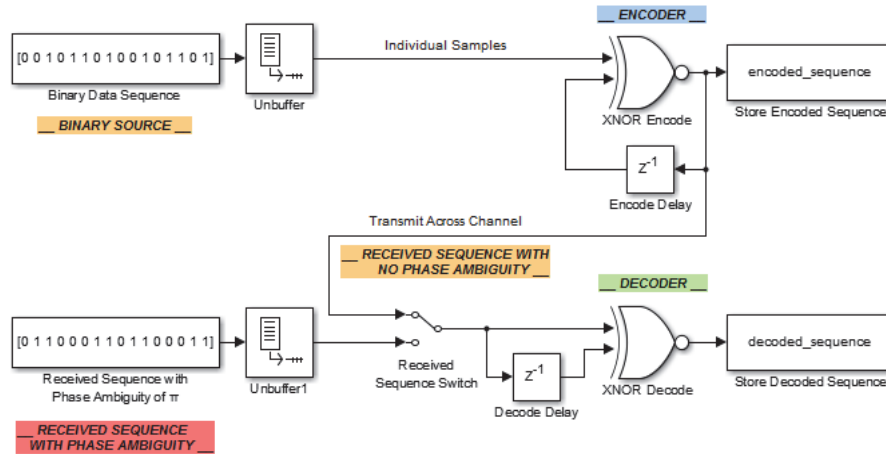 __ ENCODER __
[0 0 1 0 1 1 0 1 0 0 1 0 1 1 0 1]
Binary Data Sequence
__ BINARY SOURCE __
Unbuffer
Individual Samples
XNOR Encode
encoded_sequence
Store Encoded Sequence
z-1
Encode Delay
Transmit Across Channel
__ RECEIVED SEQUENCE WITH
NO PHASE AMBIGUITY __
__ DECODER __
[0 1 1 0 0 0 1 1 0 1 1 0 0 0 1 1]
Received Sequence with
Phase Ambiguity of π
__ RECEIVED SEQUENCE
WITH PHASE AMBIGUITY __
Unbuffer1
Received
Sequence Switch
z-1
Decode Delay
XNOR Decode
decoded_sequence
Store Decoded Sequence